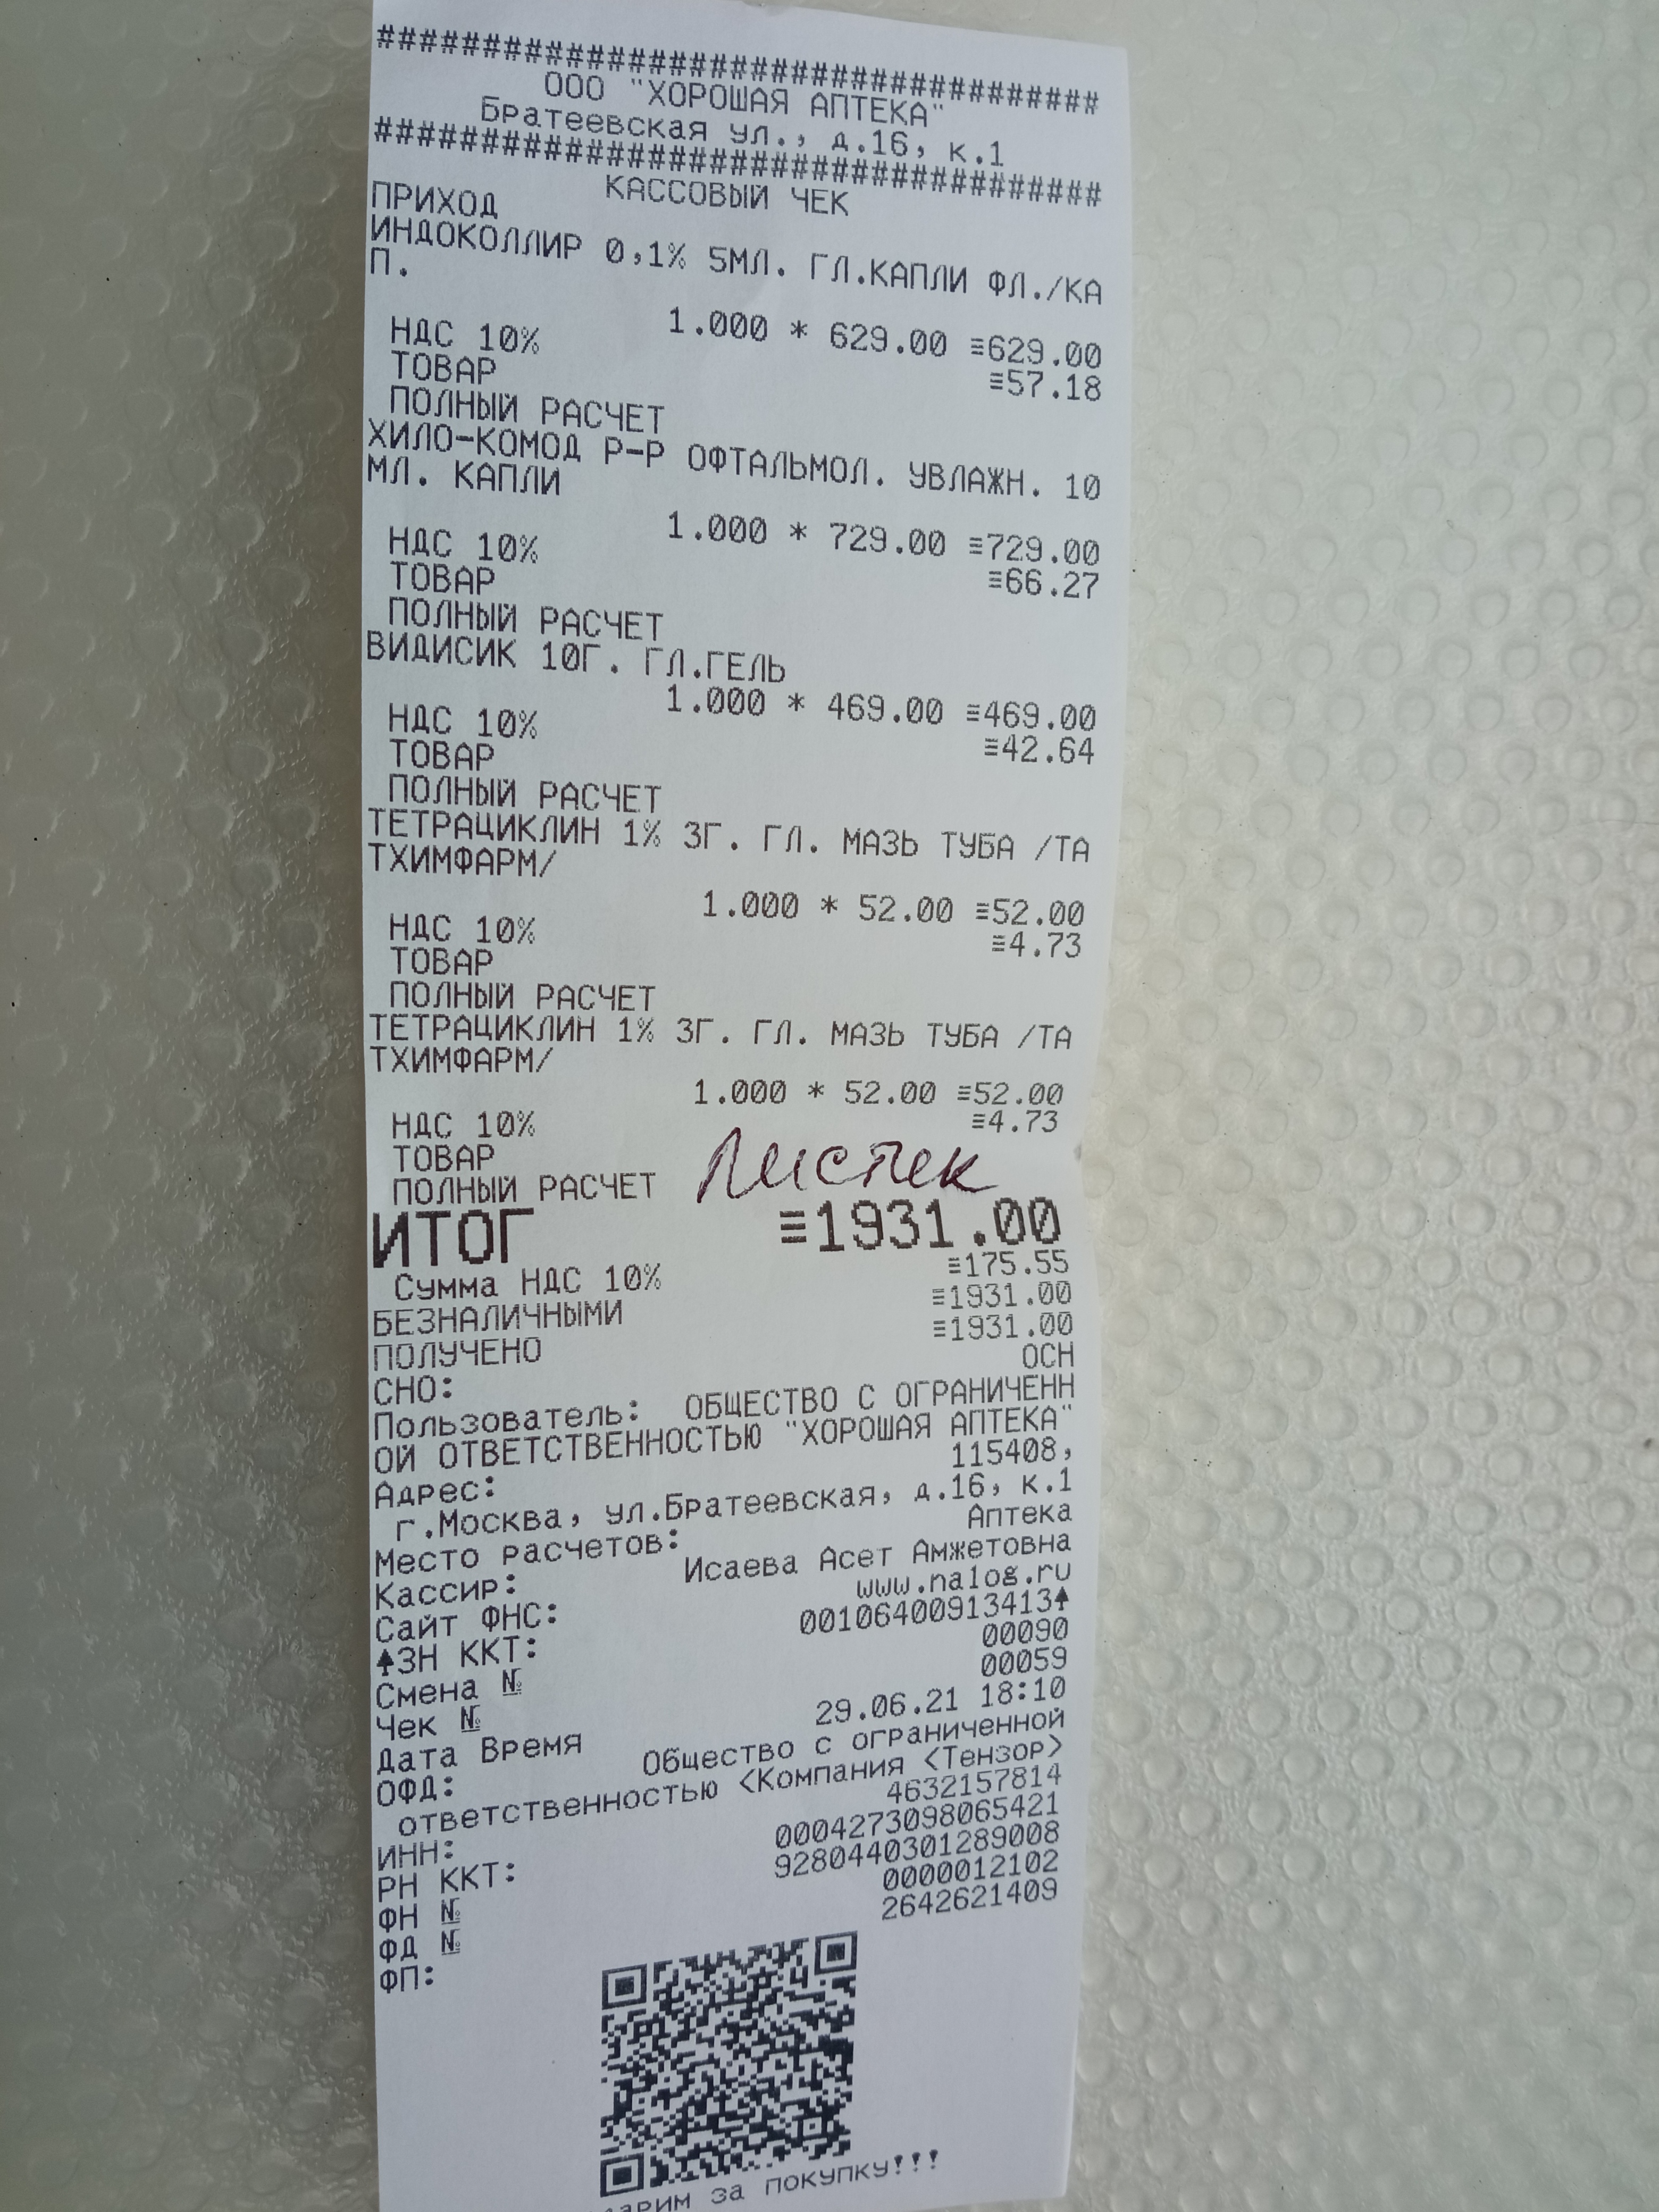 ##################################
ООО "ХОРОШАЯ АПТЕКА"
Братеевская ул., д.16, к.1
##################################
КАССОВЫЙ ЧЕК
ПРИХОД
ИНДОКОЛЛИР 0,1% 5МЛ. ГЛ.КАПЛИ ФЛ./КА
П.
1.000 * 629.00 ≡629.00
НДС 10% ≡57.18
ТОВАР
ПОЛНЫЙ РАСЧЕТ
ХИЛО-КОМОД Р-Р ОФТАЛЬМОЛ. УВЛАЖН. 10
МЛ. КАПЛИ
1.000 * 729.00 ≡729.00
НДС 10% ≡66.27
ТОВАР
ПОЛНЫЙ РАСЧЕТ
ВИДИСИК 10Г. ГЛ.ГЕЛЬ
1.000 * 469.00 ≡469.00
НДС 10% ≡42.64
ТОВАР
ПОЛНЫЙ РАСЧЕТ
ТЕТРАЦИКЛИН 1% 3Г. ГЛ. МАЗЬ ТУБА /ТА
ТХИМФАРМ/
1.000 * 52.00 ≡52.00
НДС 10% ≡4.73
ТОВАР
ПОЛНЫЙ РАСЧЕТ
ТЕТРАЦИКЛИН 1% 3Г. ГЛ. МАЗЬ ТУБА /ТА
ТХИМФАРМ/
1.000 * 52.00 ≡52.00
НДС 10% ≡4.73
ТОВАР
ПОЛНЫЙ РАСЧЕТ
ИТОГ ≡1931.00
Сумма НДС 10% ≡175.55
БЕЗНАЛИЧНЫМИ ≡1931.00
ПОЛУЧЕНО ≡1931.00
СНО: ОСН
Пользователь: ОБЩЕСТВО С ОГРАНИЧЕНН
ОЙ ОТВЕТСТВЕННОСТЬЮ "ХОРОШАЯ АПТЕКА"
Адрес: 115408,
г.Москва, ул.Братеевская, д.16, к.1
Место расчетов: Аптека
Кассир: Исаева Асет Амжетовна
Сайт ФНС: www.nalog.ru
ЗН ККТ: 00106400913413
Смена № 00090
Чек № 00059
Дата Время 29.06.21 18:10
ОФД: Общество с ограниченной
ответственностью <Компания <Тензор>
ИНН: 4632157814
РН ККТ: 0004273098065421
ФН № 9280440301289008
ФД № 0000012102
ФП: 2642621409
за покупку!!!